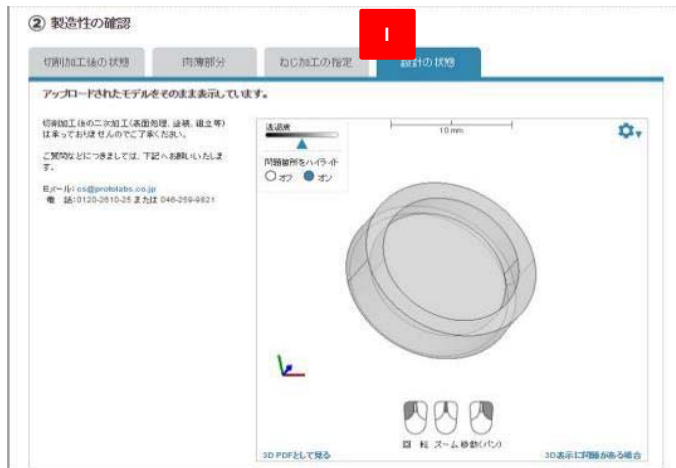 ② 製造性の確認
I
切削加工後の状態 肉薄部分 ねじ加工の指定 設計の状態
アップロードされたモデルをそのまま表示しています。
切削加工後の二次加工(表面処理、塗装、組立等)
は承っておりませんのでご了承ください。
ご質問などにつきましては、下記へお願いいたしま
す。
Eメール: cs@protolabs.co.jp
電 話:0120-2610-25 または 046-259-9821
透過度
10 mm
問題箇所をハイライト
オフ オン
回 転 ズーム 移動(パン)
3D PDFとして見る 3D表示に問題がある場合